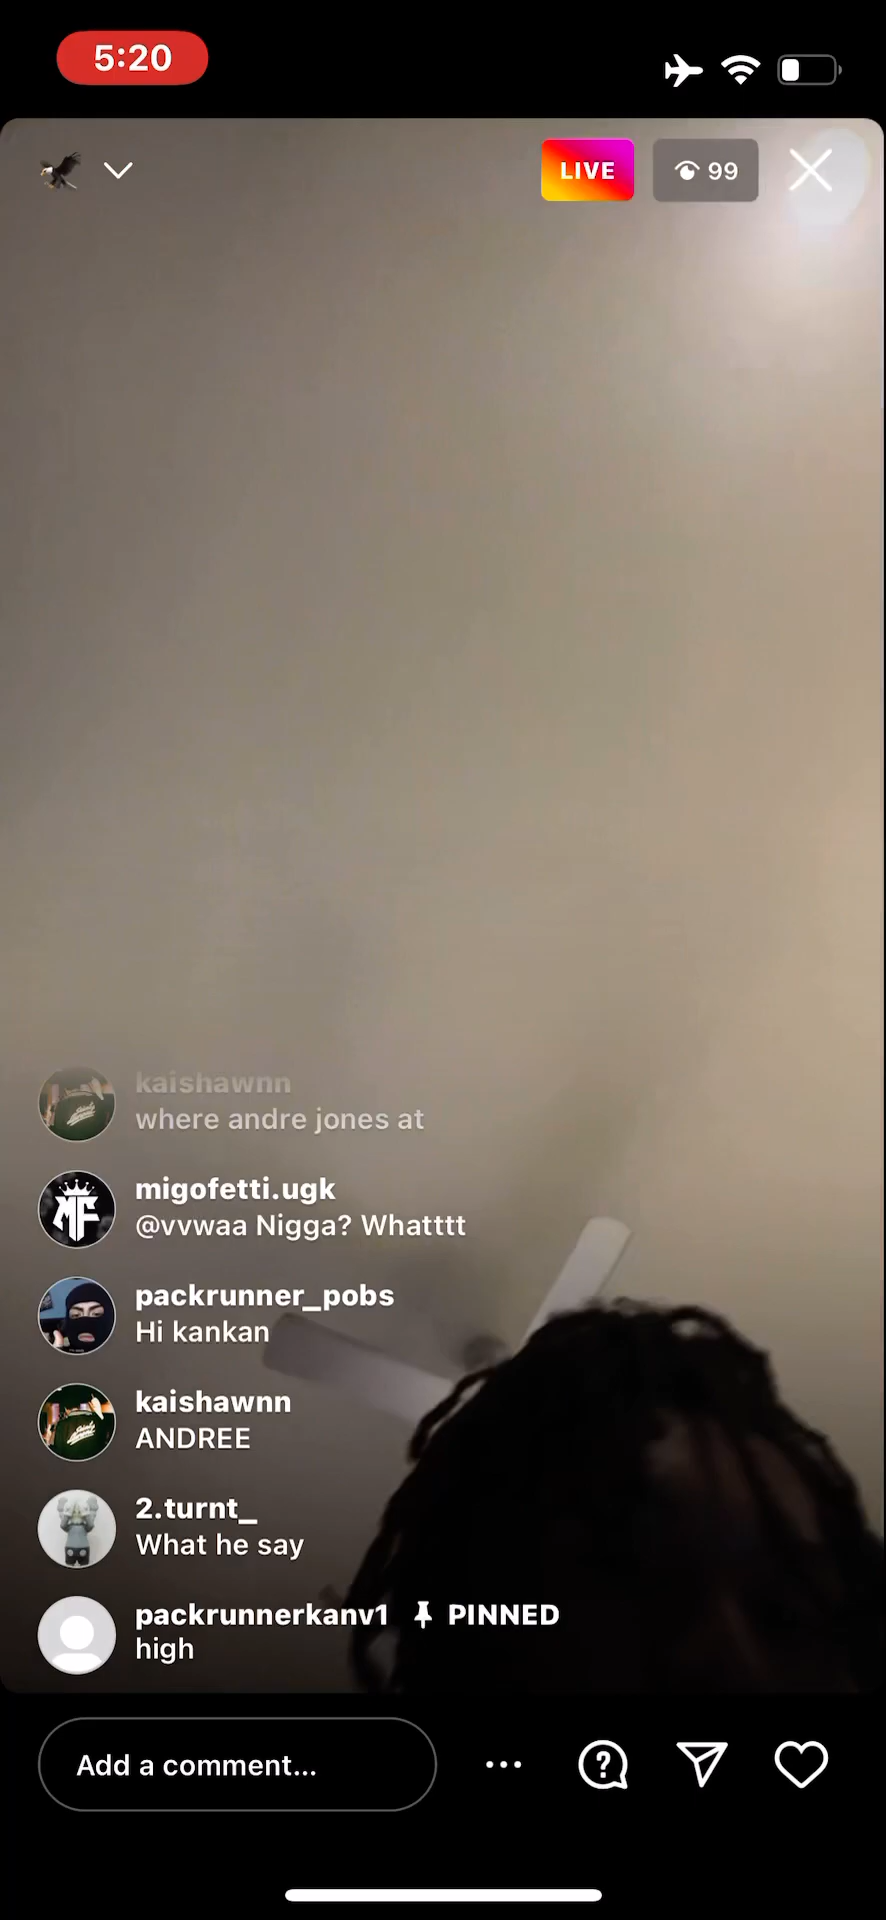 5:20
LIVE 99
kaishawnn
where andre jones at
migofetti.ugk
@vvwaa Nigga? Whatttt
packrunner_pobs
Hi kankan
kaishawnn
ANDREE
2.turnt_
What he say
packrunnerkanv1 PINNED
high
Add a comment...